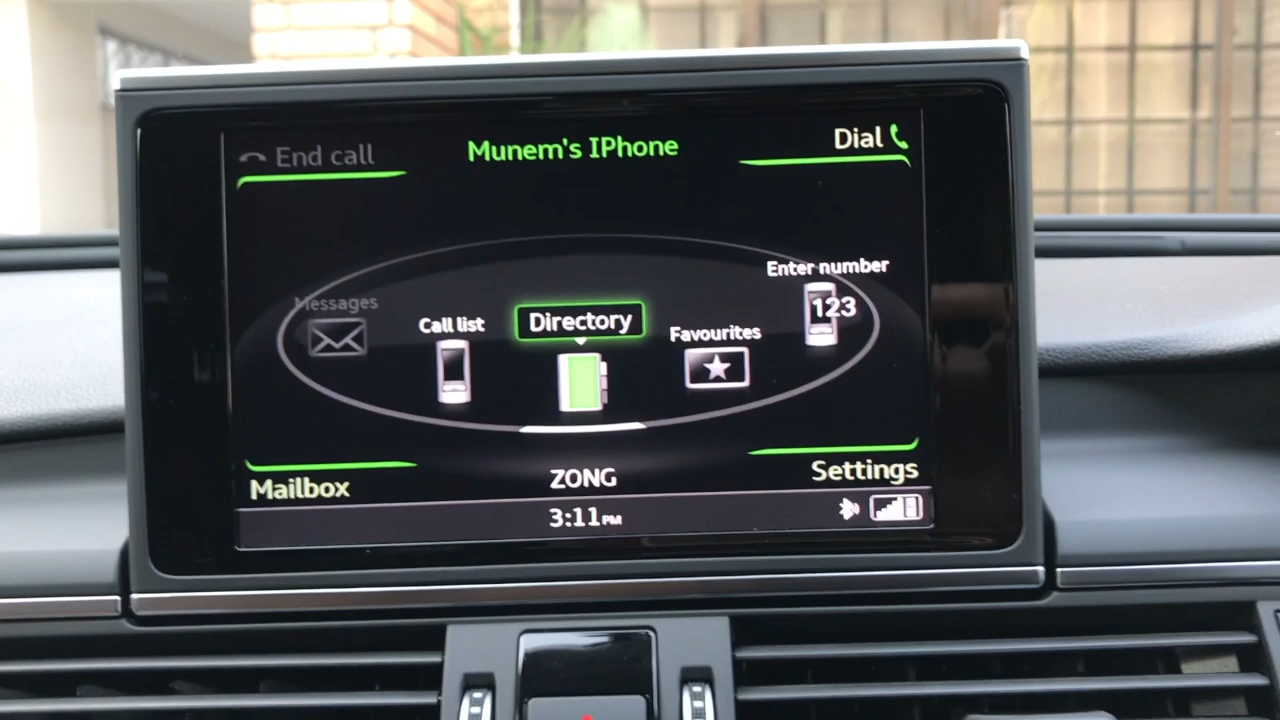 End call
Munem's IPhone
Dial
Messages
Call list
Directory
Favourites
Enter number
123
Mailbox
ZONG
Settings
3:11PM